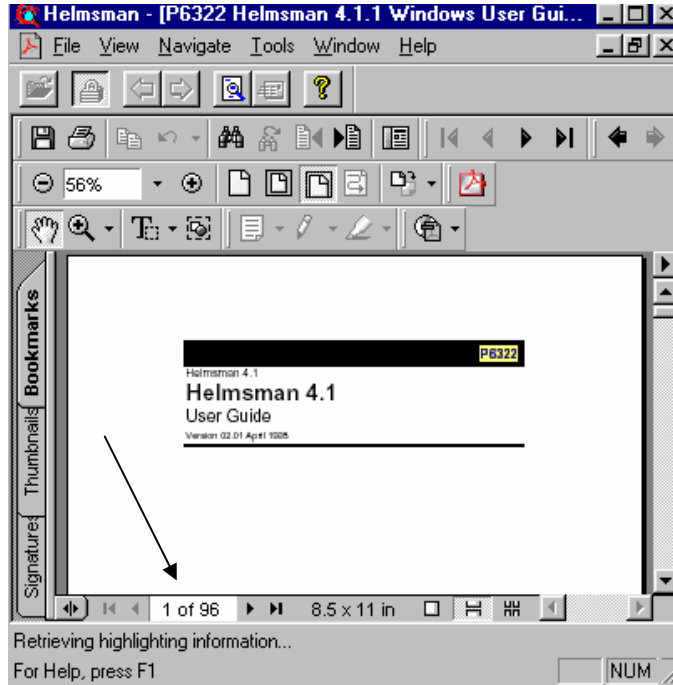 Helmsman - [P6322 Helmsman 4.1.1 Windows User Gui...
File View Navigate Tools Window Help
56%
Bookmarks
Thumbnails
Signatures
P6322
Helmsman 4.1
Helmsman 4.1
User Guide
Version 02.01 April 1998
1 of 96
8.5 x 11 in
Retrieving highlighting information...
For Help, press F1
NUM